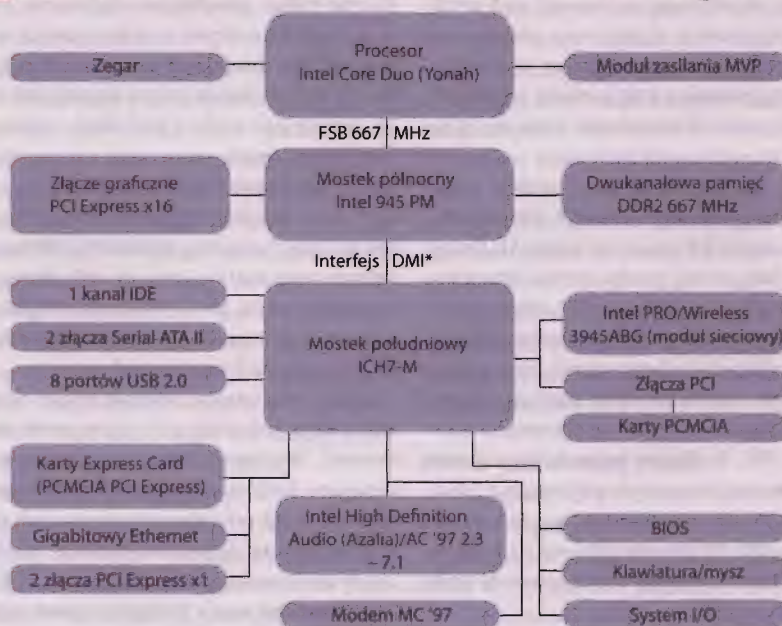 Zegar
Procesor
Intel Core Duo (Yonah)
Moduł zasilania MVP
FSB 667 MHz
Złącze graficzne
PCI Express x16
Mostek północny
Intel 945 PM
Dwukanałowa pamięć
DDR2 667 MHz
Interfejs DMI*
1 kanał IDE
2 złącza Serial ATA II
8 portów USB 2.0
Mostek południowy
ICH7-M
Intel PRO/Wireless
3945ABG (moduł sieciowy)
Złącza PCI
Karty PCMCIA
Karty Express Card
(PCMCIA PCI Express)
Gigabitowy Ethernet
2 złącza PCI Express x1
Intel High Definition
Audio (Azalia)/AC '97 2.3
– 7.1
Modem MC '97
BIOS
Klawiatura/mysz
System I/O